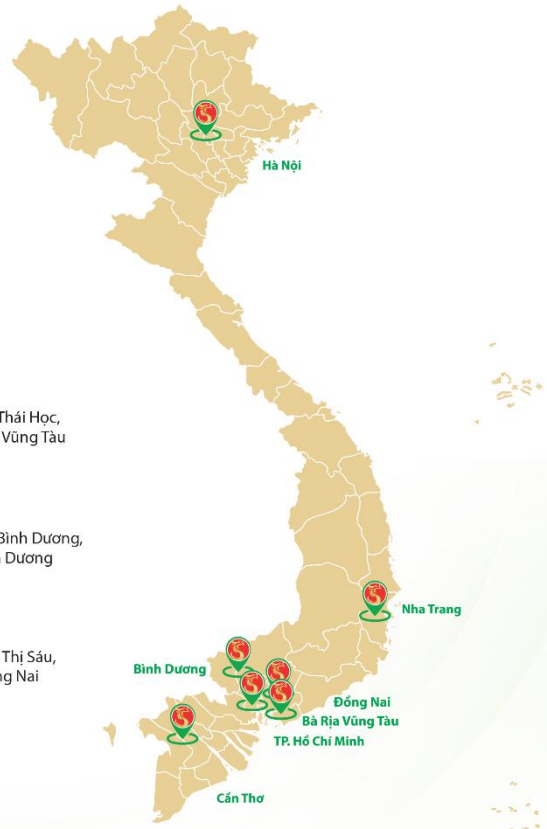 Hà Nội
Thái Học,
Vũng Tàu
Bình Dương,
Dương
Thị Sáu,
Nai
Nha Trang
Bình Dương
Đồng Nai
Bà Rịa Vũng Tàu
TP. Hồ Chí Minh
Cần Thơ